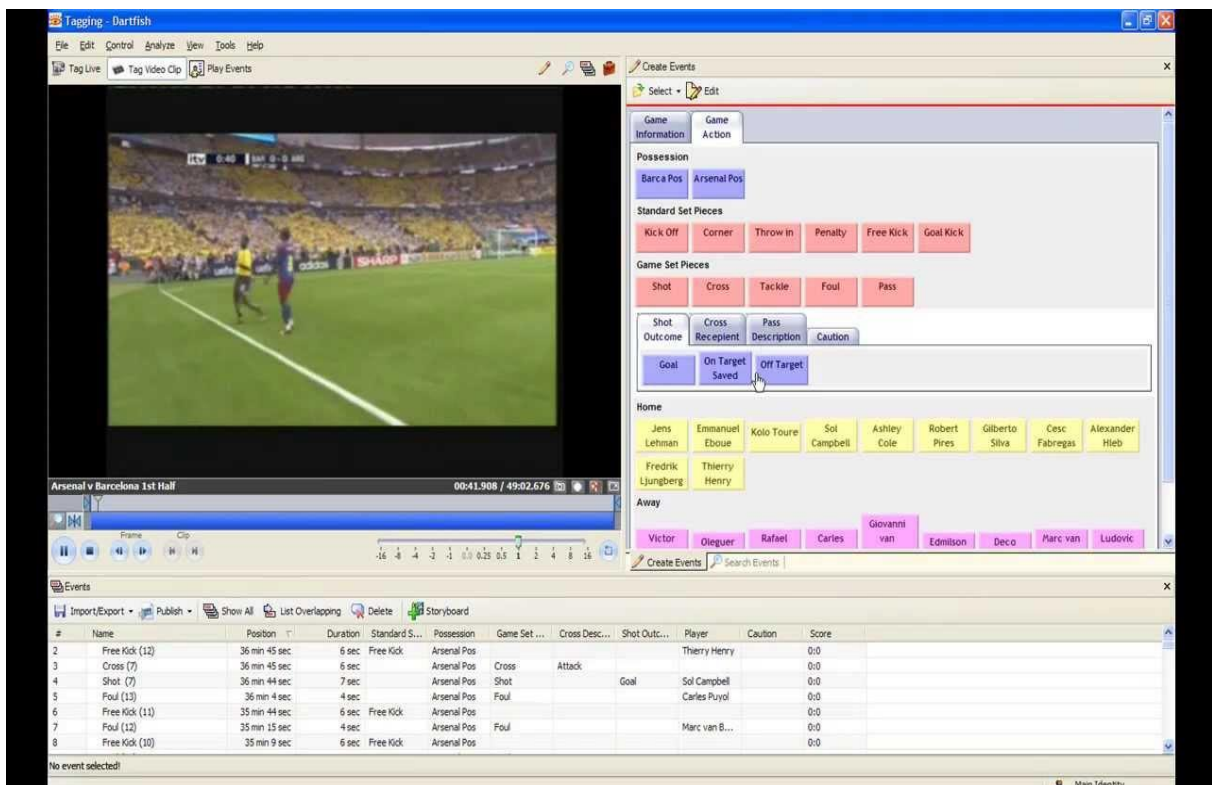 Tagging - Dartfish
File Edit Control Analyze View Tools Help
Tag Live Tag Video Clip Play Events
Create Events
Select Edit
Game Information Game Action
Possession
Barca Pos Arsenal Pos
Standard Set Pieces
Kick Off Corner Throw in Penalty Free Kick Goal Kick
Game Set Pieces
Shot Cross Tackle Foul Pass
Shot Outcome Cross Recepient Pass Description Caution
Goal On Target Saved Off Target
Home
Jens Lehman Emmanuel Eboue Kolo Toure Sol Campbell Ashley Cole Robert Pires Gilberto Silva Cesc Fabregas Alexander Hleb
Fredrik Ljungberg Thierry Henry
Away
Victor Oleguer Rafael Carles Giovanni van Edmilson Deco Marc van Ludovic
Create Events Search Events
itv 0:40 BAR 0-0 ARS
adidas SHARP
Arsenal v Barcelona 1st Half 00:41.908 / 49:02.676
Frame Clip
-16 -8 -4 -2 -1 0.25 0.5 1 2 4 8 16
Events
Import/Export Publish Show All List Overlapping Delete Storyboard
# Name Position Duration Standard S... Possession Game Set ... Cross Desc... Shot Outc... Player Caution Score
2 Free Kick (12) 36 min 45 sec 6 sec Free Kick Arsenal Pos Thierry Henry 0:0
3 Cross (7) 36 min 45 sec 6 sec Arsenal Pos Cross Attack 0:0
4 Shot (7) 36 min 44 sec 7 sec Arsenal Pos Shot Goal Sol Campbell 0:0
5 Foul (13) 36 min 4 sec 4 sec Arsenal Pos Foul Carles Puyol 0:0
6 Free Kick (11) 35 min 44 sec 6 sec Free Kick Arsenal Pos 0:0
7 Foul (12) 35 min 15 sec 4 sec Arsenal Pos Foul Marc van B... 0:0
8 Free Kick (10) 35 min 9 sec 6 sec Free Kick Arsenal Pos 0:0
No event selected!
Main Identity